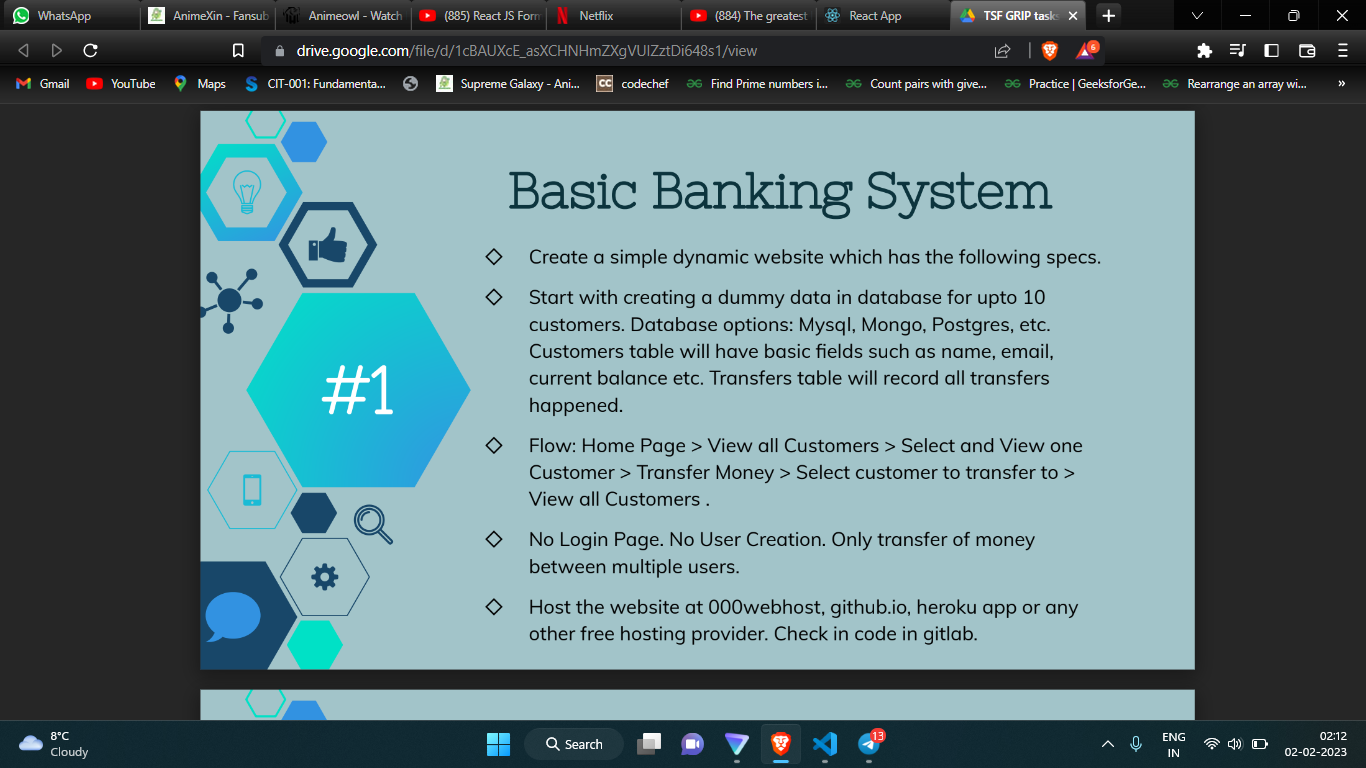 WhatsApp
AnimeXin - Fansub
Animeowl - Watch
(885) React JS Form
Netflix
(884) The greatest
React App
TSF GRIP tasks
drive.google.com/file/d/1cBAUXcE_asXCHNHmZXgVUIZztDi648s1/view
6
Gmail
YouTube
Maps
CIT-001: Fundamenta...
Supreme Galaxy - Ani...
CC
codechef
Find Prime numbers i...
Count pairs with give...
Practice | GeeksforGe...
Rearrange an array wi...
»
Basic Banking System
Create a simple dynamic website which has the following specs.
Start with creating a dummy data in database for upto 10
customers. Database options: Mysql, Mongo, Postgres, etc.
Customers table will have basic fields such as name, email,
current balance etc. Transfers table will record all transfers
happened.
#1
Flow: Home Page > View all Customers > Select and View one
Customer > Transfer Money > Select customer to transfer to >
View all Customers .
No Login Page. No User Creation. Only transfer of money
between multiple users.
Host the website at 000webhost, github.io, heroku app or any
other free hosting provider. Check in code in gitlab.
8°C
Cloudy
Search
13
ENG
IN
02:12
02-02-2023